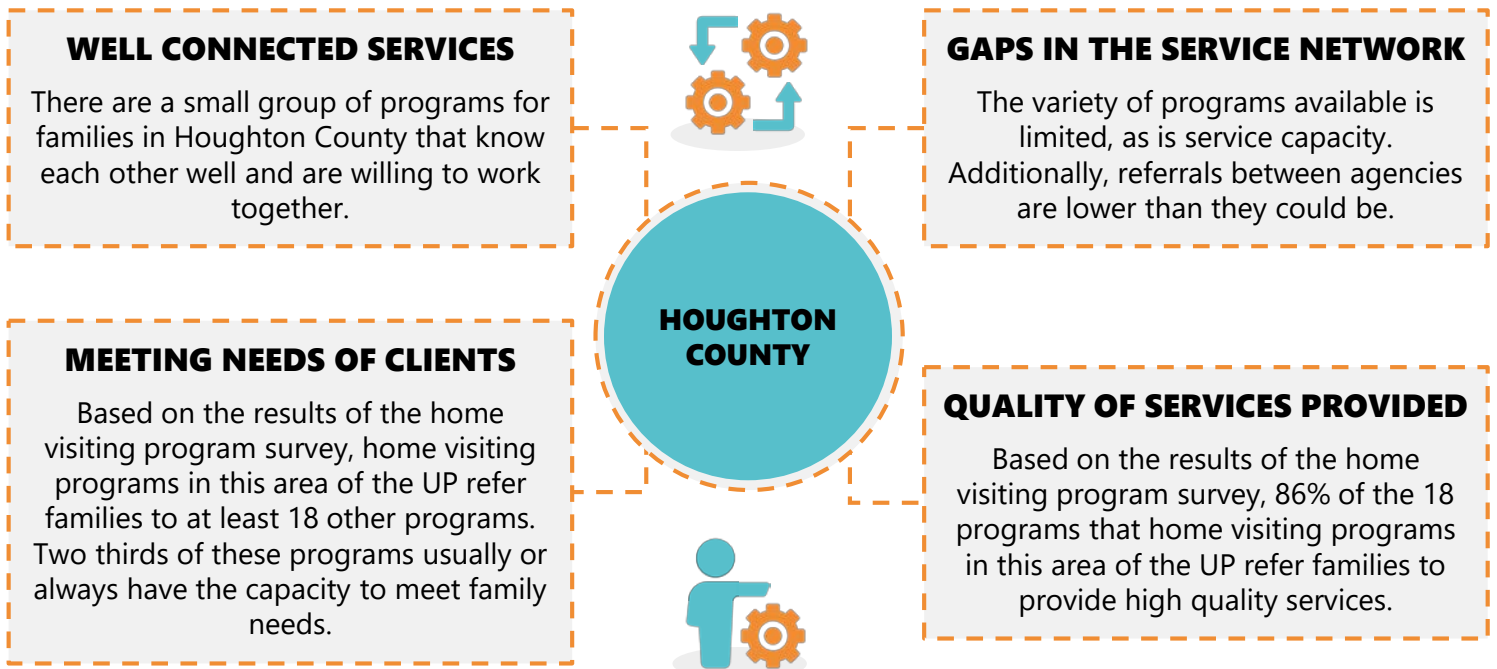 WELL CONNECTED SERVICES
There are a small group of programs for
families in Houghton County that know
each other well and are willing to work
together.
GAPS IN THE SERVICE NETWORK
The variety of programs available is
limited, as is service capacity.
Additionally, referrals between agencies
are lower than they could be.
HOUGHTON
COUNTY
MEETING NEEDS OF CLIENTS
Based on the results of the home
visiting program survey, home visiting
programs in this area of the UP refer
families to at least 18 other programs.
Two thirds of these programs usually or
always have the capacity to meet family
needs.
QUALITY OF SERVICES PROVIDED
Based on the results of the home
visiting program survey, 86% of the 18
programs that home visiting programs
in this area of the UP refer families to
provide high quality services.